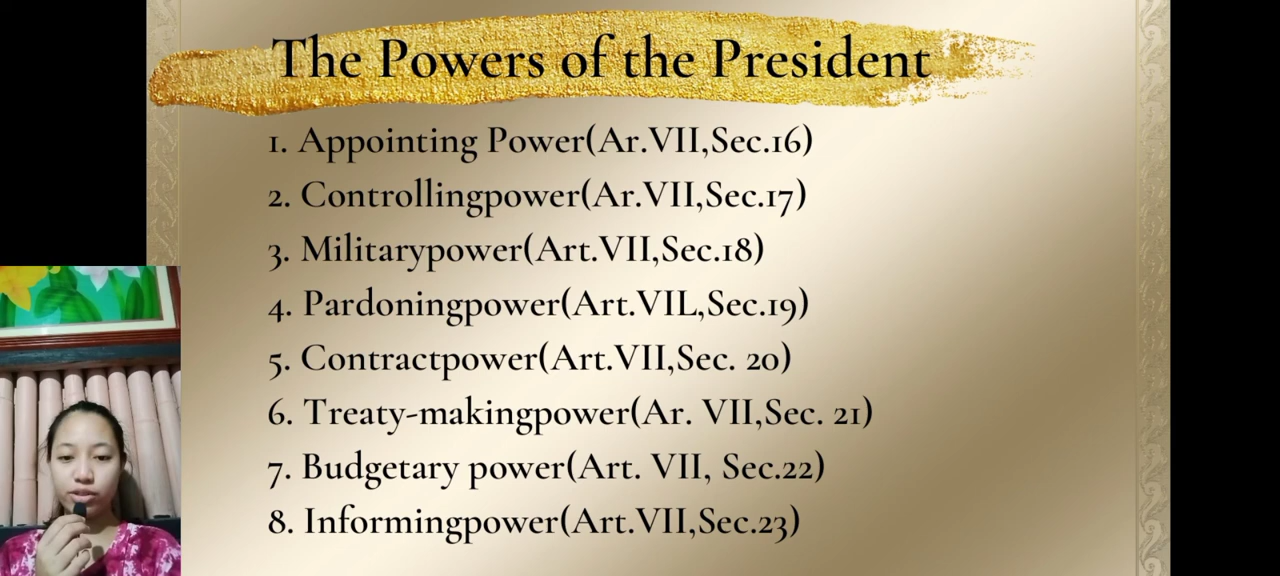 The Powers of the President
1. Appointing Power(Ar.VII,Sec.16)
2. Controllingpower(Ar.VII,Sec.17)
3. Militarypower(Art.VII,Sec.18)
4. Pardoningpower(Art.VIL,Sec.19)
5. Contractpower(Art.VII,Sec. 20)
6. Treaty-makingpower(Ar. VII,Sec. 21)
7. Budgetary power(Art. VII, Sec.22)
8. Informingpower(Art.VII,Sec.23)